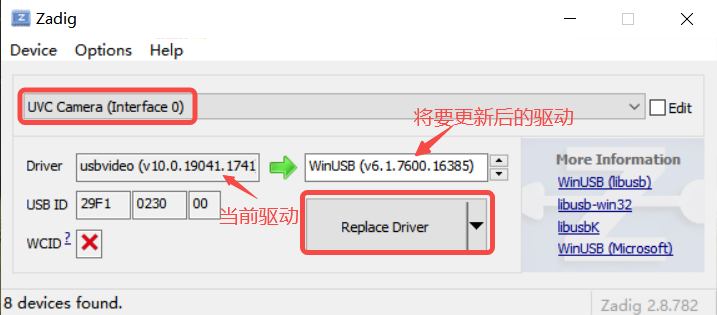 Zadig
Device Options Help
UVC Camera (Interface 0)
Edit
将要更新后的驱动
Driver usbvideo (v10.0.19041.1741 WinUSB (v6.1.7600.16385)
More Information
WinUSB (libusb)
USB ID 29F1 0230 00
当前驱动
libusb-win32
Replace Driver
libusbK
WCID ?
WinUSB (Microsoft)
8 devices found.
Zadig 2.8.782